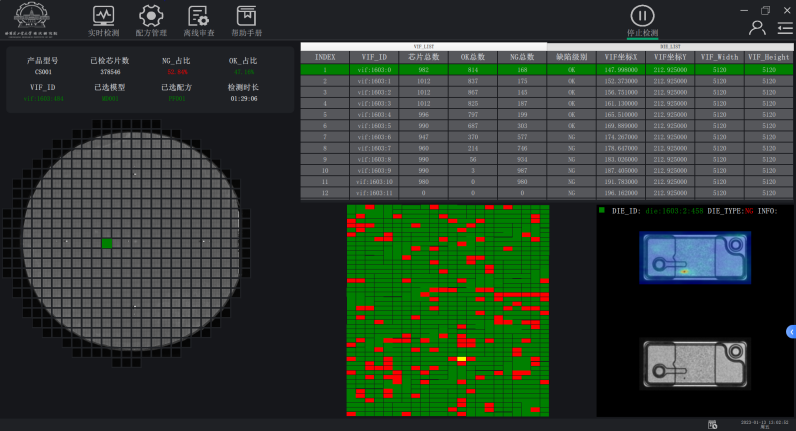 实时检测 配方管理 离线审查 帮助手册 停止检测
产品型号 已检芯片数 NG_占比 OK_占比
CS001 378546 52.90% 47.10%
VIF_ID 已选模型 已选配方 检测时长
01:29:06
VIF_LIST DIE_LIST
INDEX VIF_ID 芯片总数 OK总数 NG总数 缺陷级别 VIF坐标X VIF坐标Y VIF_Width VIF_Height
1 vif:1603:0 982 814 168 OK 147.998000 212.925000 5120 5120
2 vif:1603:1 1012 837 175 OK 152.373000 212.925000 5120 5120
3 vif:1603:2 1012 867 145 OK 156.751000 212.925000 5120 5120
4 vif:1603:3 1012 825 187 OK 161.130000 212.925000 5120 5120
5 vif:1603:4 996 797 199 OK 165.510000 212.925000 5120 5120
6 vif:1603:5 990 687 303 OK 169.889000 212.925000 5120 5120
7 vif:1603:6 947 370 577 NG 174.267000 212.925000 5120 5120
8 vif:1603:7 960 214 746 NG 178.647000 212.925000 5120 5120
9 vif:1603:8 990 56 934 NG 183.026000 212.925000 5120 5120
10 vif:1603:9 990 3 987 NG 187.405000 212.925000 5120 5120
11 vif:1603:10 980 0 980 NG 191.783000 212.925000 5120 5120
12 vif:1603:11 0 0 0 NG 196.162000 212.925000 5120 5120
DIE_ID: die:1603:2:458 DIE_TYPE:NG INFO: